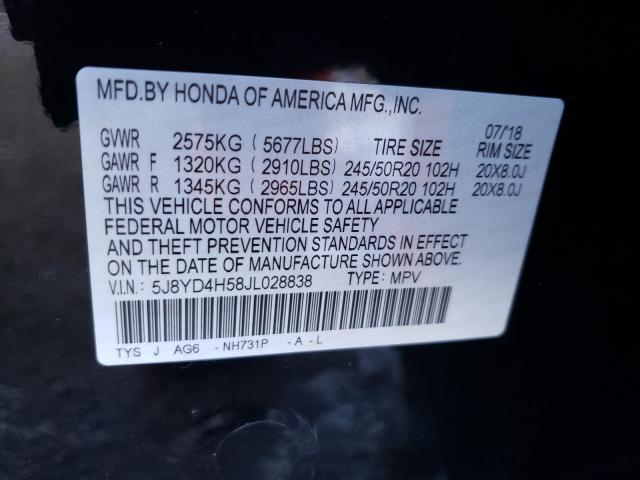 MFD.BY HONDA OF AMERICA MFG.,INC.
07/'18
GVWR 2575KG ( 5677LBS) TIRE SIZE RIM SIZE
GAWR F 1320KG ( 2910LBS) 245/50R20 102H 20X8.0J
GAWR R 1345KG ( 2965LBS) 245/50R20 102H 20X8.0J
THIS VEHICLE CONFORMS TO ALL APPLICABLE
FEDERAL MOTOR VEHICLE SAFETY
AND THEFT PREVENTION STANDARDS IN EFFECT
ON THE DATE OF MANUFACTURE SHOWN ABOVE.
V.I.N.: 5J8YD4H58JL028838 TYPE: MPV
TYS J AG6 -NH731P -A -L